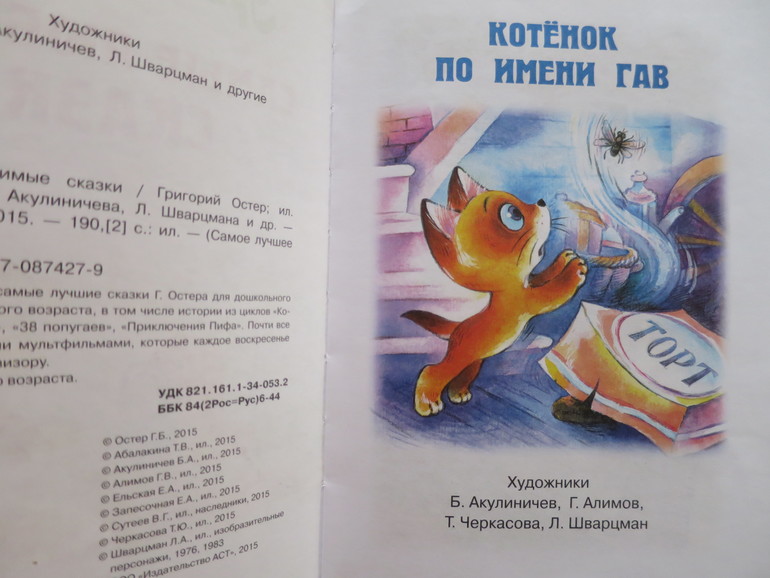 Художники
Акулиничев, Л. Шварцман и другие
имые сказки / Григорий Остер; ил.
Акулиничева, Л. Шварцмана и др. —
2015. — 190,[2] с.: ил. — (Самое лучшее
7-087427-9
самые лучшие сказки Г. Остера для дошкольного
ого возраста, в том числе истории из циклов «Ко-
», «38 попугаев», «Приключения Пифа». Почти все
ли мультфильмами, которые каждое воскресенье
визору.
о возраста.
УДК 821.161.1-34-053.2
ББК 84(2Рос=Рус)6-44
© Остер Г.Б., 2015
© Абалакина Т.В., ил., 2015
© Акулиничев Б.А., ил., 2015
© Алимов Г.В., ил., 2015
© Ельская Е.А., ил., 2015
© Запесочная Е.А., ил., 2015
© Сутеев В.Г., ил., наследники, 2015
© Черкасова Т.Ю., ил., 2015
© Шварцман Л.А., ил., изобразительные
персонажи, 1976, 1983
ООО «Издательство АСТ», 2015
КОТЁНОК
ПО ИМЕНИ ГАВ
ТОРТ
Художники
Б. Акулиничев, Г. Алимов,
Т. Черкасова, Л. Шварцман